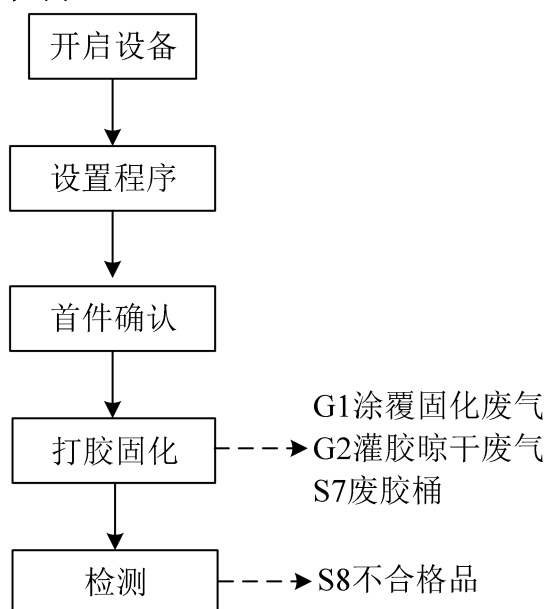 开启设备
设置程序
首件确认
打胶固化
G1涂覆固化废气
G2灌胶晾干废气
S7废胶桶
检测
S8不合格品